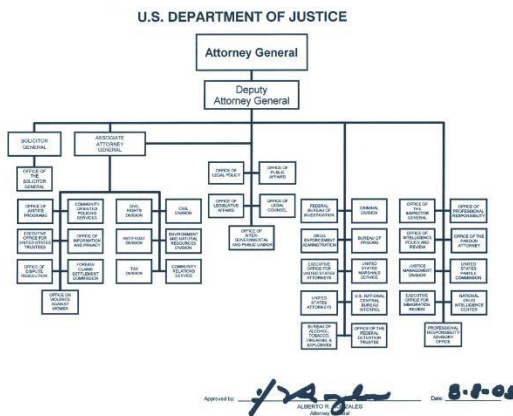 U.S. DEPARTMENT OF JUSTICE
Attorney General
Deputy
Attorney General
SOLICITOR
GENERAL
ASSOCIATE
ATTORNEY
GENERAL
OFFICE OF
THE
SOLICITOR
GENERAL
OFFICE OF
LEGAL POLICY
OFFICE OF
PUBLIC
AFFAIRS
OFFICE OF
LEGISLATIVE
AFFAIRS
OFFICE OF
LEGAL
COUNSEL
OFFICE OF
INTER-
GOVERNMENTAL
AND PUBLIC LIAISON
OFFICE OF
JUSTICE
PROGRAMS
COMMUNITY
ORIENTED
POLICING
SERVICES
CIVIL
RIGHTS
DIVISION
CIVIL
DIVISION
EXECUTIVE
OFFICE FOR
UNITED STATES
TRUSTEES
OFFICE OF
INFORMATION
AND PRIVACY
ANTITRUST
DIVISION
ENVIRONMENT
AND NATURAL
RESOURCES
DIVISION
OFFICE OF
DISPUTE
RESOLUTION
FOREIGN
CLAIMS
SETTLEMENT
COMMISSION
TAX
DIVISION
COMMUNITY
RELATIONS
SERVICE
OFFICE ON
VIOLENCE
AGAINST
WOMEN
FEDERAL
BUREAU OF
INVESTIGATION
CRIMINAL
DIVISION
DRUG
ENFORCEMENT
ADMINISTRATION
BUREAU OF
PRISONS
EXECUTIVE
OFFICE FOR
UNITED STATES
ATTORNEYS
UNITED
STATES
MARSHALS
SERVICE
UNITED
STATES
ATTORNEYS
U.S. NATIONAL
CENTRAL
BUREAU
INTERPOL
BUREAU OF
ALCOHOL,
TOBACCO,
FIREARMS &
EXPLOSIVES
OFFICE OF THE
FEDERAL
DETENTION
TRUSTEE
OFFICE OF
THE
INSPECTOR
GENERAL
OFFICE OF
PROFESSIONAL
RESPONSIBILITY
OFFICE OF
INTELLIGENCE
POLICY AND
REVIEW
OFFICE OF
THE PARDON
ATTORNEY
JUSTICE
MANAGEMENT
DIVISION
UNITED
STATES
PAROLE
COMMISSION
EXECUTIVE
OFFICE FOR
IMMIGRATION
REVIEW
NATIONAL
DRUG
INTELLIGENCE
CENTER
PROFESSIONAL
RESPONSIBILITY
ADVISORY
OFFICE
Approved by:
ALBERTO R. GONZALES
Attorney General
Date: